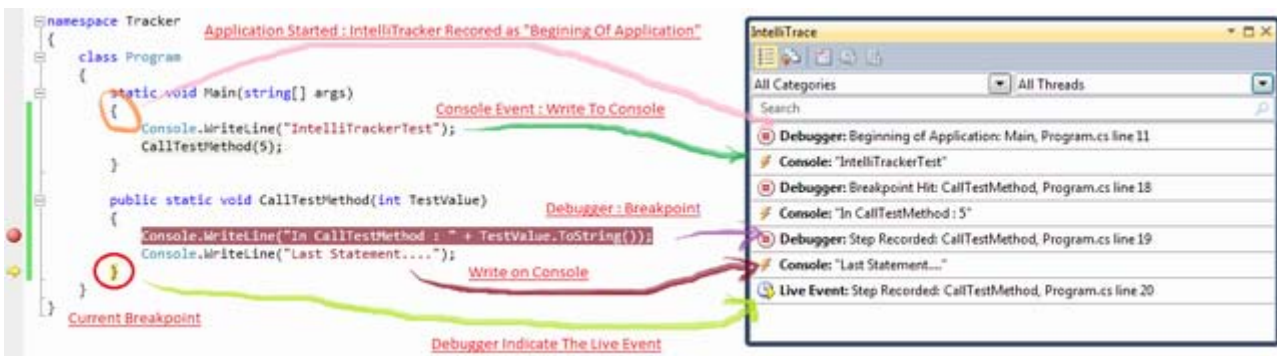 namespace Tracker
{
class Program
{
static void Main(string[] args)
{
Console.WriteLine("IntelliTrackerTest");
CallTestMethod(5);
}
public static void CallTestMethod(int TestValue)
{
Console.WriteLine("In CallTestMethod : " + TestValue.ToString());
Console.WriteLine("Last Statement....");
}
}
}
Application Started : IntelliTracker Recored as "Begining Of Application"
Console Event : Write To Console
Debugger : Breakpoint
Write on Console
Current Breakpoint
Debugger Indicate The Live Event
IntelliTrace
All Categories
All Threads
Search
Debugger: Beginning of Application: Main, Program.cs line 11
Console: "IntelliTrackerTest"
Debugger: Breakpoint Hit: CallTestMethod, Program.cs line 18
Console: "In CallTestMethod : 5"
Debugger: Step Recorded: CallTestMethod, Program.cs line 19
Console: "Last Statement...."
Live Event: Step Recorded: CallTestMethod, Program.cs line 20